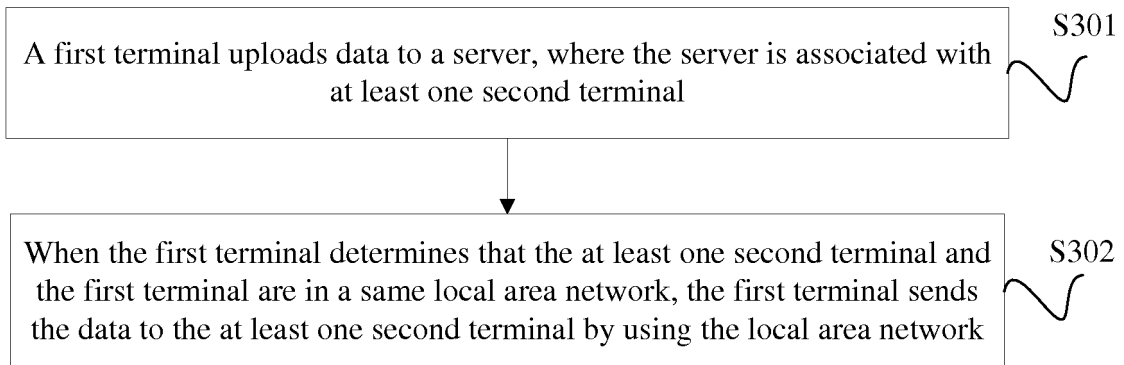 S301
A first terminal uploads data to a server, where the server is associated with
at least one second terminal
S302
When the first terminal determines that the at least one second terminal and
the first terminal are in a same local area network, the first terminal sends
the data to the at least one second terminal by using the local area network